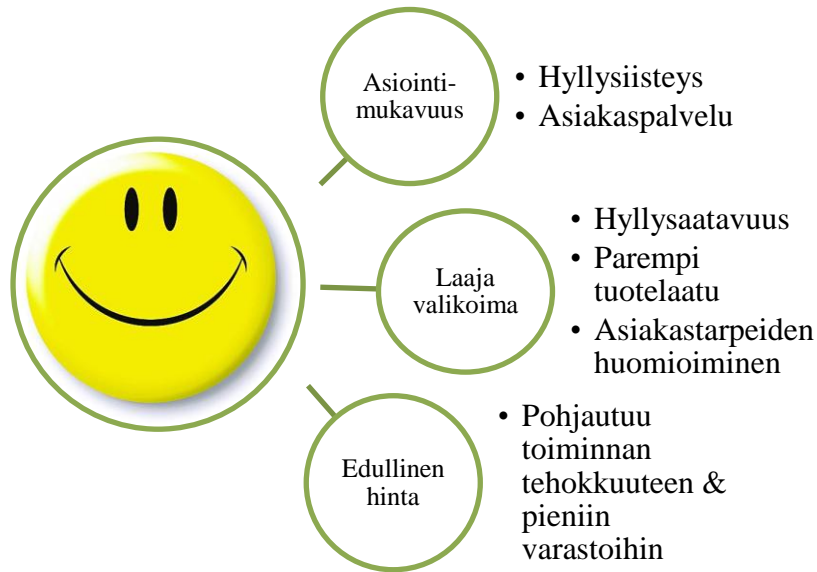 Asiointi-
mukavuus
• Hyllysiisteys
• Asiakaspalvelu
Laaja
valikoima
• Hyllysaatavuus
• Parempi
tuotelaatu
• Asiakastarpeiden
huomioiminen
Edullinen
hinta
• Pohjautuu
toiminnan
tehokkuuteen &
pieniin
varastoihin